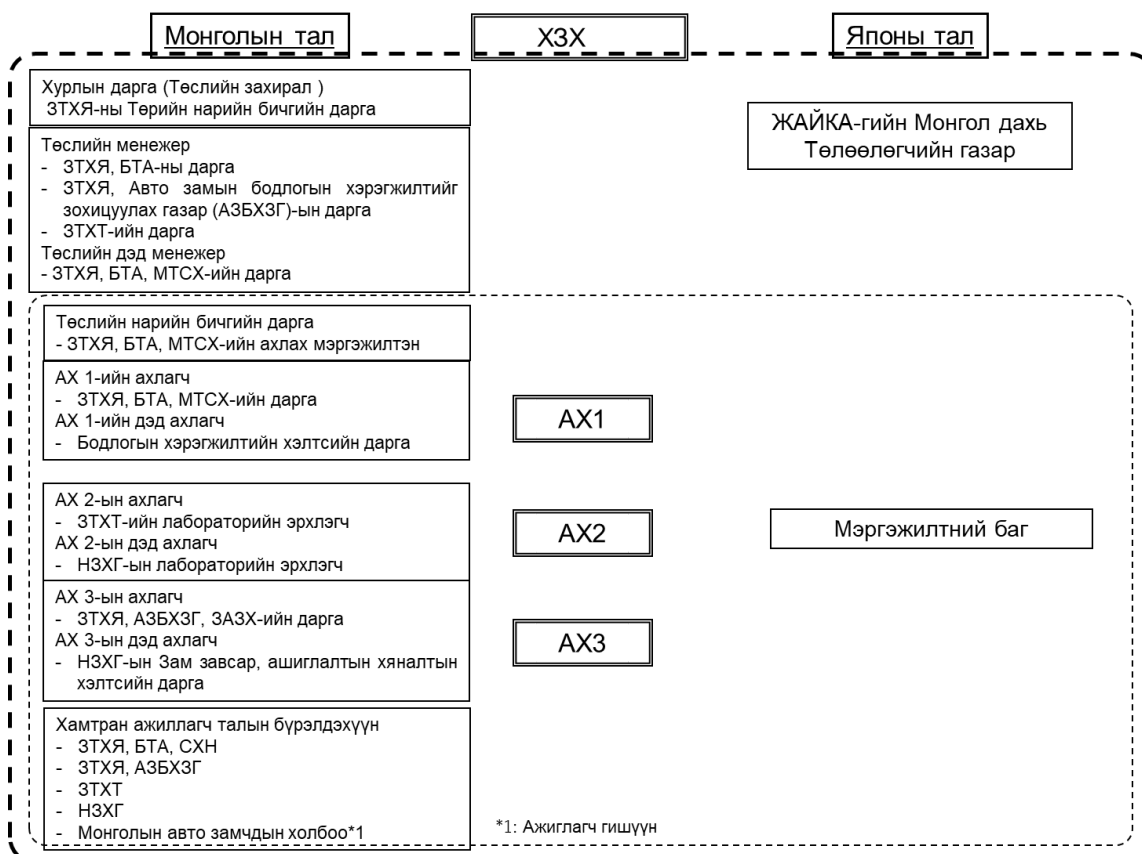 Монголын тал
ХЗХ
Японы тал
Хурлын дарга (Төслийн захирал )
ЗТХЯ-ны Төрийн нарийн бичгийн дарга
ЖАЙКА-гийн Монгол дахь
Төлөөлөгчийн газар
Төслийн менежер
- ЗТХЯ, БТА-ны дарга
- ЗТХЯ, Авто замын бодлогын хэрэгжилтийг
зохицуулах газар (АЗБХЗГ)-ын дарга
- ЗТХТ-ийн дарга
Төслийн дэд менежер
- ЗТХЯ, БТА, МТСХ-ийн дарга
Төслийн нарийн бичгийн дарга
- ЗТХЯ, БТА, МТСХ-ийн ахлах мэргэжилтэн
АХ 1-ийн ахлагч
- ЗТХЯ, БТА, МТСХ-ийн дарга
АХ 1-ийн дэд ахлагч
- Бодлогын хэрэгжилтийн хэлтсийн дарга
АХ1
АХ 2-ын ахлагч
- ЗТХТ-ийн лабораторийн эрхлэгч
АХ 2-ын дэд ахлагч
- НЗХГ-ын лабораторийн эрхлэгч
АХ2
Мэргэжилтний баг
АХ 3-ын ахлагч
- ЗТХЯ, АЗБХЗГ, ЗАЗХ-ийн дарга
АХ 3-ын дэд ахлагч
- НЗХГ-ын Зам завсар, ашиглалтын хяналтын
хэлтсийн дарга
АХ3
Хамтран ажиллагч талын бүрэлдэхүүн
- ЗТХЯ, БТА, СХН
- ЗТХЯ, АЗБХЗГ
- ЗТХТ
- НЗХГ
- Монголын авто замчдын холбоо*1
*1: Ажиглагч гишүүн